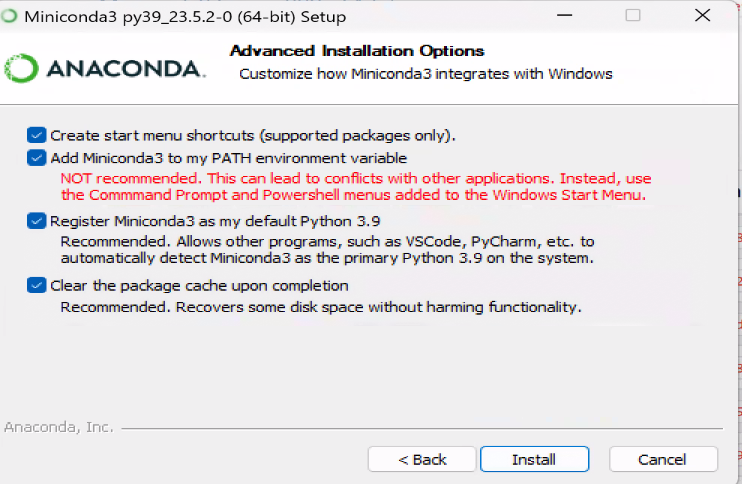 Miniconda3 py39_23.5.2-0 (64-bit) Setup
ANACONDA.
Advanced Installation Options
Customize how Miniconda3 integrates with Windows
Create start menu shortcuts (supported packages only).
Add Miniconda3 to my PATH environment variable
NOT recommended. This can lead to conflicts with other applications. Instead, use
the Commmand Prompt and Powershell menus added to the Windows Start Menu.
Register Miniconda3 as my default Python 3.9
Recommended. Allows other programs, such as VSCode, PyCharm, etc. to
automatically detect Miniconda3 as the primary Python 3.9 on the system.
Clear the package cache upon completion
Recommended. Recovers some disk space without harming functionality.
Anaconda, Inc.
< Back
Install
Cancel